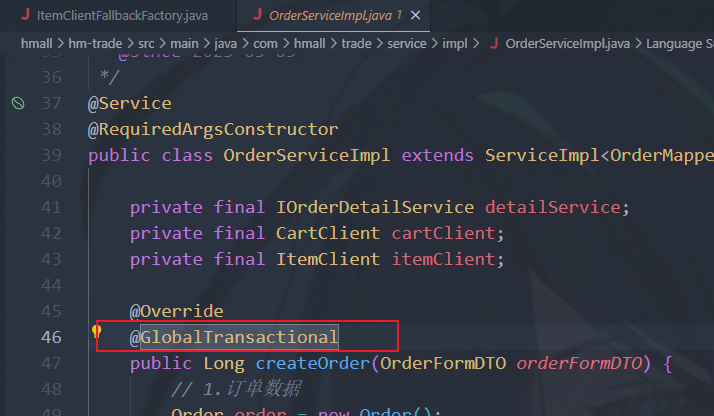 ItemClientFallbackFactory.java
OrderServiceImpl.java 1
hmall > hm-trade > src > main > java > com > hmall > trade > service > impl > OrderServiceImpl.java > Language S
36 */
37 @Service
38 @RequiredArgsConstructor
39 public class OrderServiceImpl extends ServiceImpl<OrderMappe
40
41 private final IOrderDetailService detailService;
42 private final CartClient cartClient;
43 private final ItemClient itemClient;
44
45 @Override
46 @GlobalTransactional
47 public Long createOrder(OrderFormDTO orderFormDTO) {
48 // 1.订单数据
49 Order order = new Order();